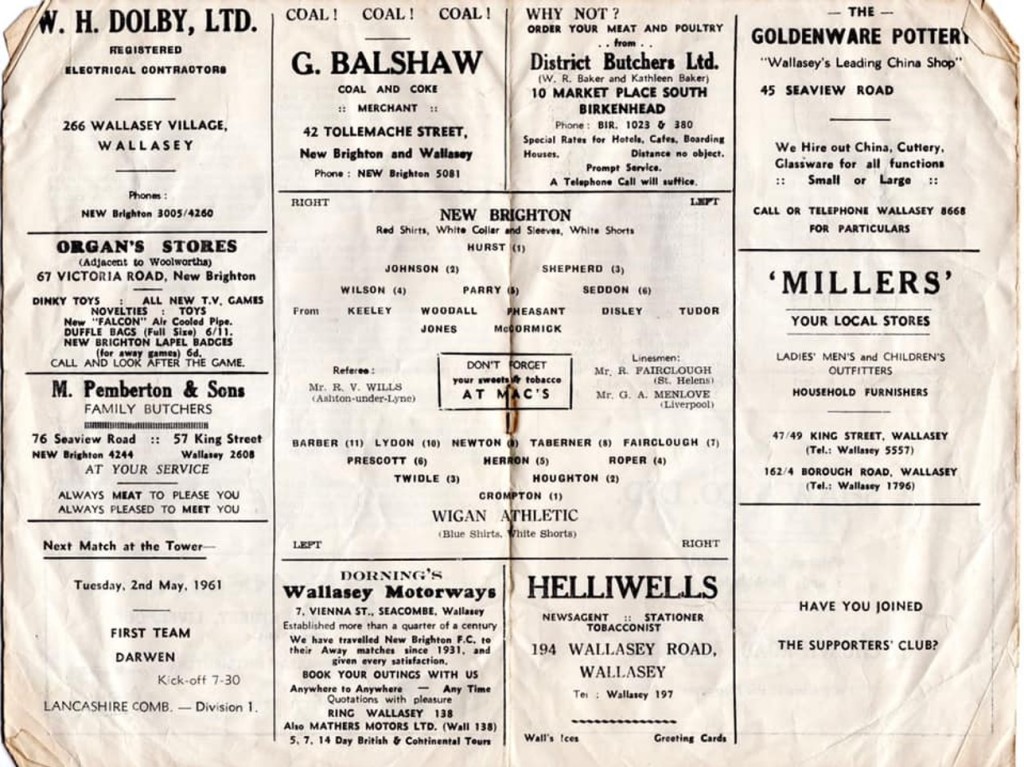 W. H. DOLBY, LTD.
REGISTERED
ELECTRICAL CONTRACTORS
266 WALLASEY VILLAGE,
WALLASEY
Phones:
NEW Brighton 3005/4260
ORGAN'S STORES
(Adjacent to Woolworths)
67 VICTORIA ROAD, New Brighton
DINKY TOYS : ALL NEW T.V. GAMES
NOVELTIES : TOYS
New "FALCON" Air Cooled Pipe.
DUFFLE BAGS (Full Size) 6/11.
NEW BRIGHTON LAPEL BADGES
(for away games) 6d.
CALL AND LOOK AFTER THE GAME.
M. Pemberton & Sons
FAMILY BUTCHERS
76 Seaview Road :: 57 King Street
NEW Brighton 4244 Wallasey 2608
AT YOUR SERVICE
ALWAYS MEAT TO PLEASE YOU
ALWAYS PLEASED TO MEET YOU
Next Match at the Tower—
Tuesday, 2nd May, 1961
FIRST TEAM
DARWEN
Kick-off 7-30
LANCASHIRE COMB. — Division 1.
COAL! COAL! COAL!
G. BALSHAW
COAL AND COKE
:: MERCHANT ::
42 TOLLEMACHE STREET,
New Brighton and Wallasey
Phone: NEW Brighton 5081
WHY NOT?
ORDER YOUR MEAT AND POULTRY
. . from . .
District Butchers Ltd.
(W. R. Baker and Kathleen Baker)
10 MARKET PLACE SOUTH
BIRKENHEAD
Phone: BIR. 1023 & 380
Special Rates for Hotels, Cafes, Boarding
Houses. Distance no object.
Prompt Service.
A Telephone Call will suffice.
RIGHT LEFT
NEW BRIGHTON
Red Shirts, White Collar and Sleeves, White Shorts
HURST (1)
JOHNSON (2) SHEPHERD (3)
WILSON (4) PARRY (5) SEDDON (6)
From KEELEY WOODALL PHEASANT DISLEY TUDOR
JONES McCORMICK
Referee:
Mr. R. V. WILLS
(Ashton-under-Lyne)
DON'T FORGET
your sweets & tobacco
AT MAC'S
Linesmen:
Mr. R. FAIRCLOUGH
(St. Helens)
Mr. G. A. MENLOVE
(Liverpool)
BARBER (11) LYDON (10) NEWTON (9) TABERNER (8) FAIRCLOUGH (7)
PRESCOTT (6) HERRON (5) ROPER (4)
TWIDLE (3) HOUGHTON (2)
CROMPTON (1)
WIGAN ATHLETIC
(Blue Shirts, White Shorts)
LEFT RIGHT
DORNING'S
Wallasey Motorways
7, VIENNA ST., SEACOMBE, Wallasey
Established more than a quarter of a century
We have travelled New Brighton F.C. to
their Away matches since 1931, and
given every satisfaction.
BOOK YOUR OUTINGS WITH US
Anywhere to Anywhere — Any Time
Quotations with pleasure
RING WALLASEY 138
Also MATHERS MOTORS LTD. (Wall 138)
5, 7, 14 Day British & Continental Tours
HELLIWELLS
NEWSAGENT :: STATIONER
TOBACCONIST
194 WALLASEY ROAD,
WALLASEY
Tel: Wallasey 197
Wall's Ices Greeting Cards
— THE —
GOLDENWARE POTTERY
"Wallasey's Leading China Shop"
45 SEAVIEW ROAD
We Hire out China, Cutlery,
Glassware for all functions
:: Small or Large ::
CALL OR TELEPHONE WALLASEY 8668
FOR PARTICULARS
'MILLERS'
YOUR LOCAL STORES
LADIES' MEN'S and CHILDREN'S
OUTFITTERS
HOUSEHOLD FURNISHERS
47/49 KING STREET, WALLASEY
(Tel.: Wallasey 5557)
162/4 BOROUGH ROAD, WALLASEY
(Tel.: Wallasey 1796)
HAVE YOU JOINED
THE SUPPORTERS' CLUB?